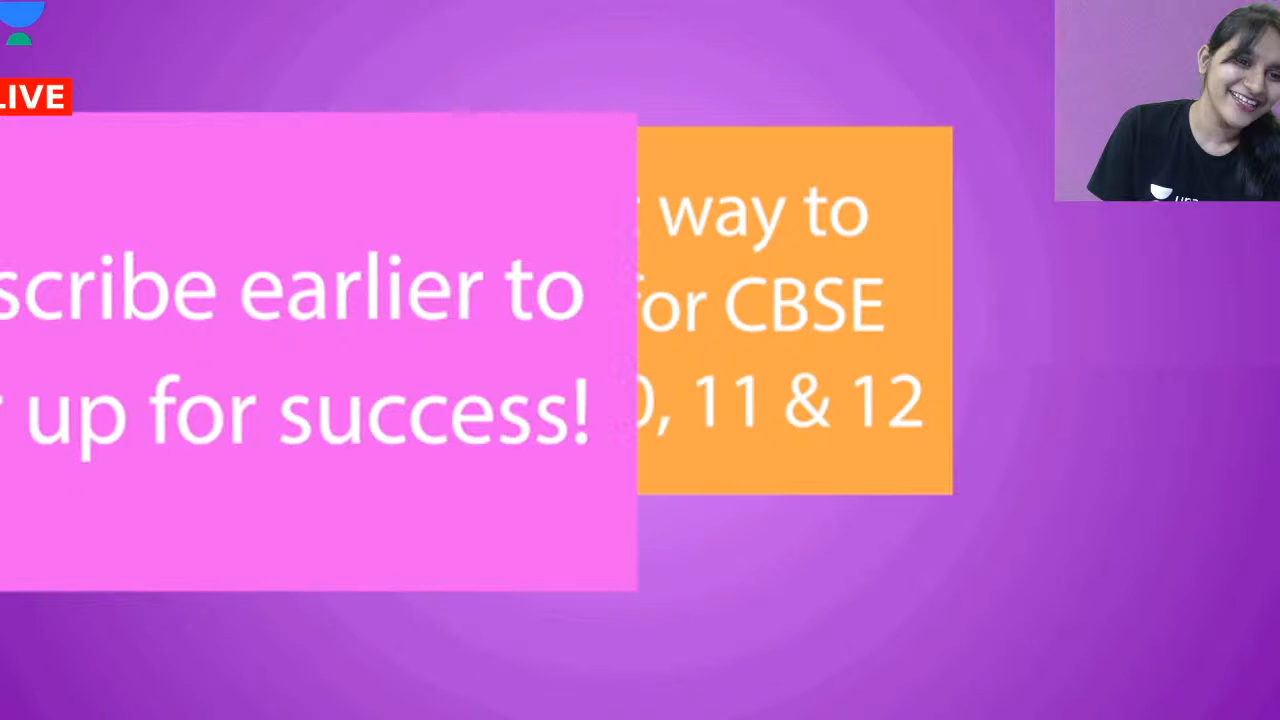 LIVE
scribe earlier to
up for success!
way to
for CBSE
, 11 & 12